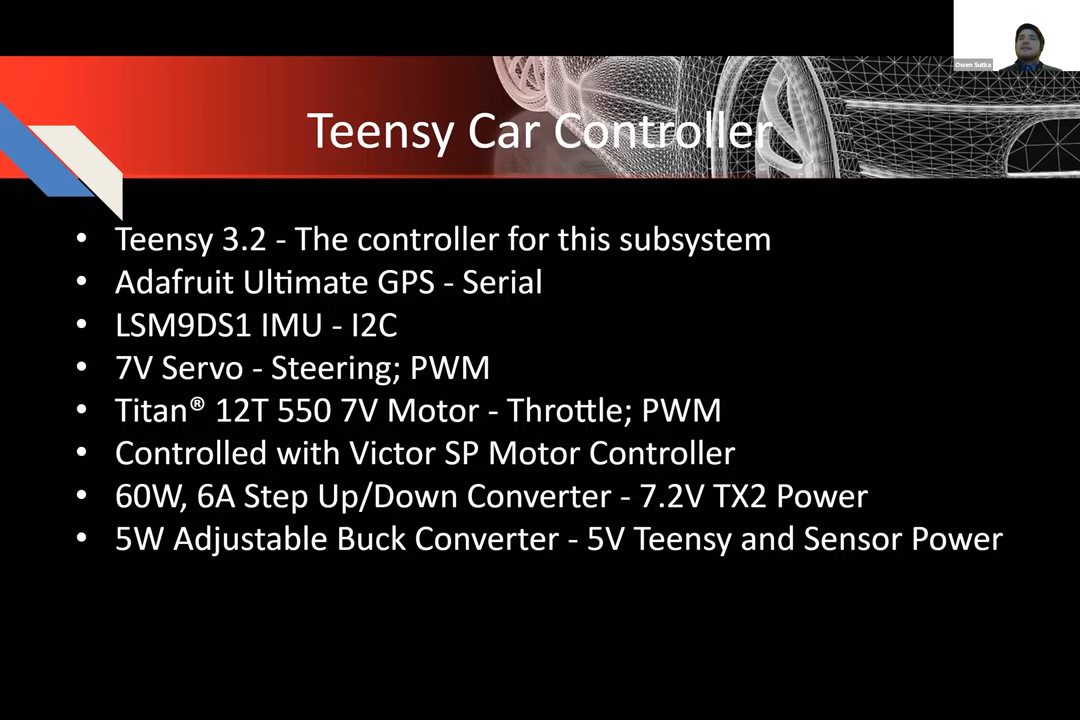 Owen Sutka
Teensy Car Controller
• Teensy 3.2 - The controller for this subsystem
• Adafruit Ultimate GPS - Serial
• LSM9DS1 IMU - I2C
• 7V Servo - Steering; PWM
• Titan® 12T 550 7V Motor - Throttle; PWM
• Controlled with Victor SP Motor Controller
• 60W, 6A Step Up/Down Converter - 7.2V TX2 Power
• 5W Adjustable Buck Converter - 5V Teensy and Sensor Power